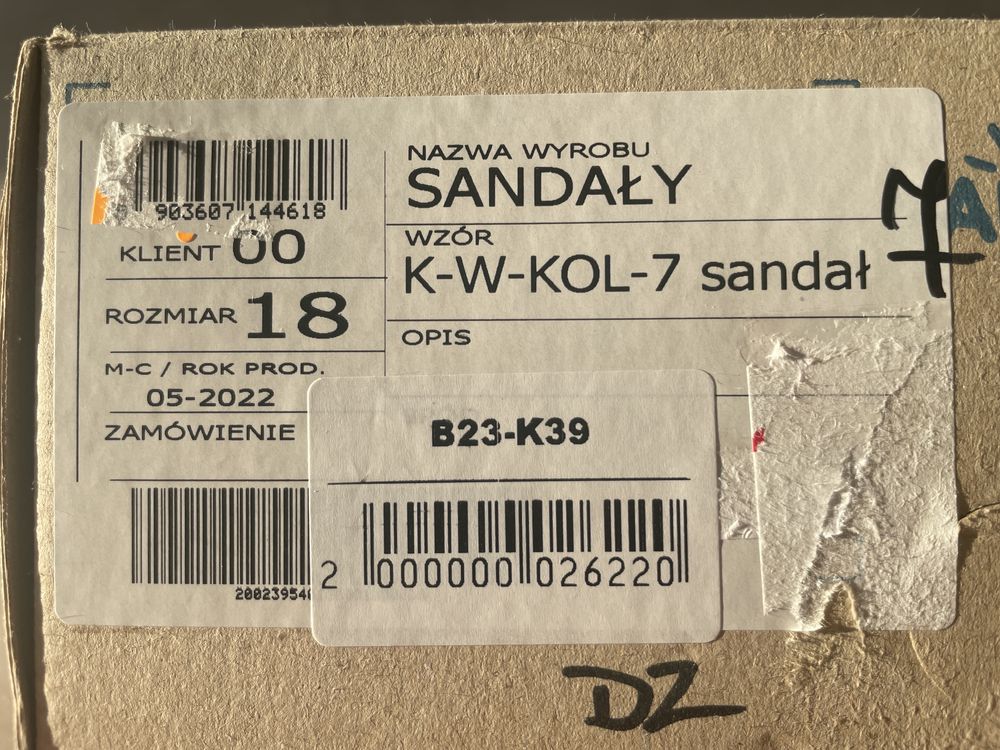 903607 144618
KLIENT 00
ROZMIAR 18
M-C / ROK PROD.
05-2022
ZAMÓWIENIE
NAZWA WYROBU
SANDAŁY
WZÓR
K-W-KOL-7 sandał
OPIS
7
B23-K39
2 000000 026220
DZ